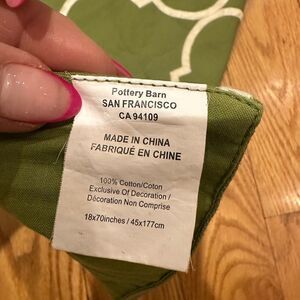 Pottery Barn
SAN FRANCISCO
CA 94109
MADE IN CHINA
FABRIQUÉ EN CHINE
100% Cotton/Coton
Exclusive Of Decoration /
Décoration Non Comprise
18x70inches / 45x177cm